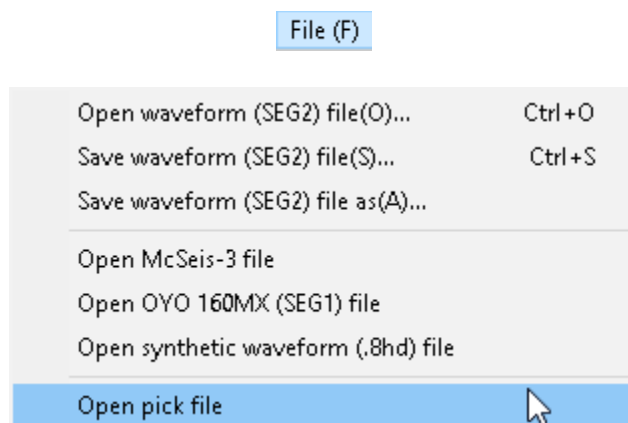 File (F)
Open waveform (SEG2) file(O)... Ctrl+O
Save waveform (SEG2) file(S)... Ctrl+S
Save waveform (SEG2) file as(A)...
Open McSeis-3 file
Open OYO 160MX (SEG1) file
Open synthetic waveform (.8hd) file
Open pick file